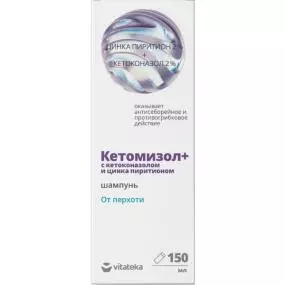 ЦИНКА ПИРИТИОН 2%
+
КЕТОКОНАЗОЛ 2%
оказывает
антисеборейное и
противогрибковое
действие
Кетомизол+
с кетоконазолом
и цинка пиритионом
шампунь
От перхоти
vitateka
150
мл